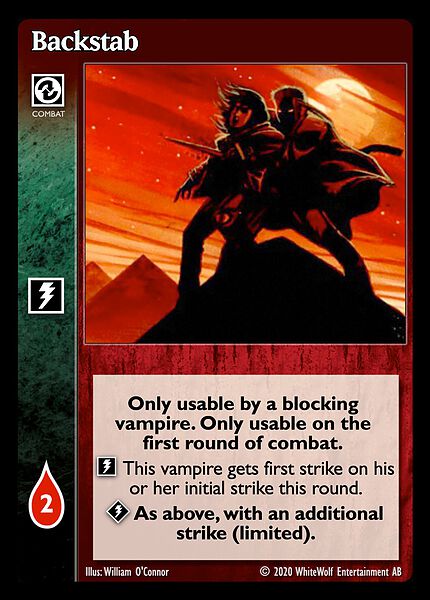 Backstab
COMBAT
Only usable by a blocking
vampire. Only usable on the
first round of combat.
This vampire gets first strike on his
or her initial strike this round.
As above, with an additional
strike (limited).
2
Illus: William O'Connor
© 2020 WhiteWolf Entertainment AB